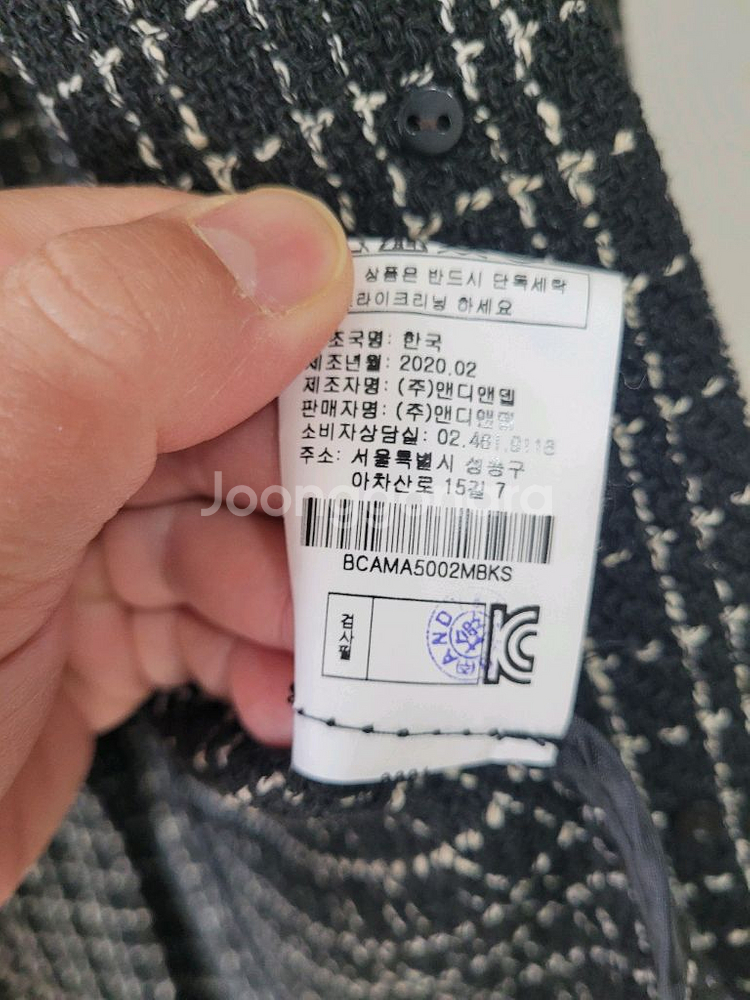 상품은 반드시 단독세탁
라이크리닝 하세요
조국명: 한국
제조년월: 2020.02
제조자명: (주)앤디앤뎁
판매자명: (주)앤디앤뎁
소비자상담실: 02.461.0118
주소: 서울특별시 성동구
아차산로 15길 7
Joonggonara
BCAMA5002MBKS
검사필
AND
KC